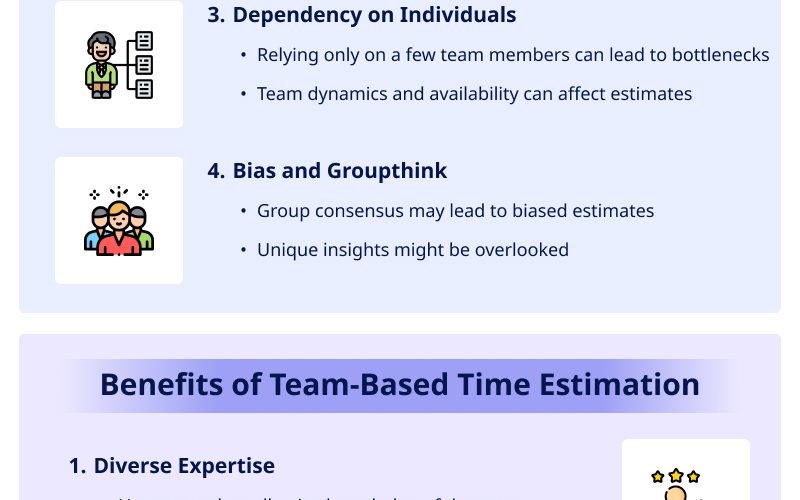 3. Dependency on Individuals
• Relying only on a few team members can lead to bottlenecks
• Team dynamics and availability can affect estimates
4. Bias and Groupthink
• Group consensus may lead to biased estimates
• Unique insights might be overlooked
Benefits of Team-Based Time Estimation
1. Diverse Expertise